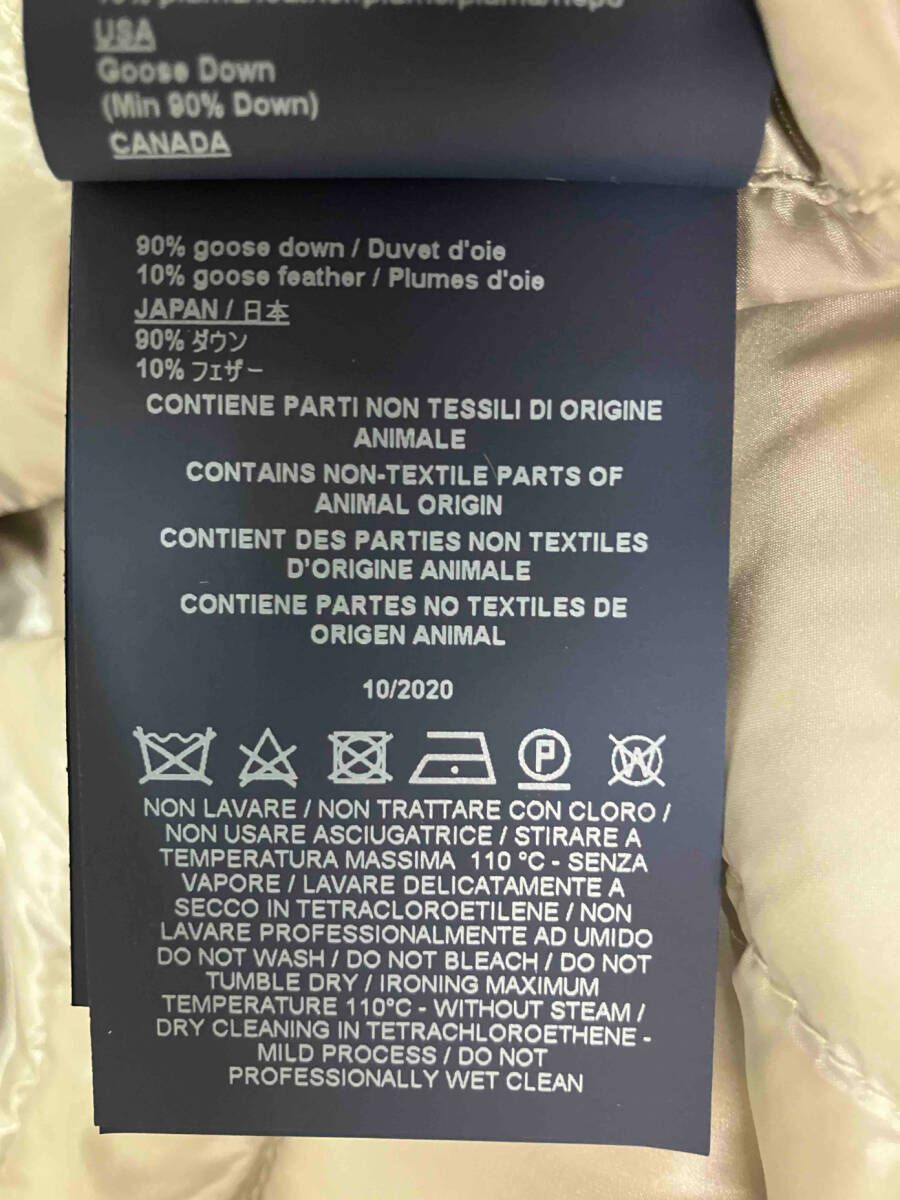 USA
Goose Down
(Min 90% Down)
CANADA
90% goose down / Duvet d'oie
10% goose feather / Plumes d'oie
JAPAN / 日本
90% ダウン
10% フェザー
CONTIENE PARTI NON TESSILI DI ORIGINE
ANIMALE
CONTAINS NON-TEXTILE PARTS OF
ANIMAL ORIGIN
CONTIENT DES PARTIES NON TEXTILES
D'ORIGINE ANIMALE
CONTIENE PARTES NO TEXTILES DE
ORIGEN ANIMAL
10/2020
P W
NON LAVARE / NON TRATTARE CON CLORO /
NON USARE ASCIUGATRICE / STIRARE A
TEMPERATURA MASSIMA 110 °C - SENZA
VAPORE / LAVARE DELICATAMENTE A
SECCO IN TETRACLOROETILENE / NON
LAVARE PROFESSIONALMENTE AD UMIDO
DO NOT WASH / DO NOT BLEACH / DO NOT
TUMBLE DRY / IRONING MAXIMUM
TEMPERATURE 110°C - WITHOUT STEAM /
DRY CLEANING IN TETRACHLOROETHENE -
MILD PROCESS / DO NOT
PROFESSIONALLY WET CLEAN